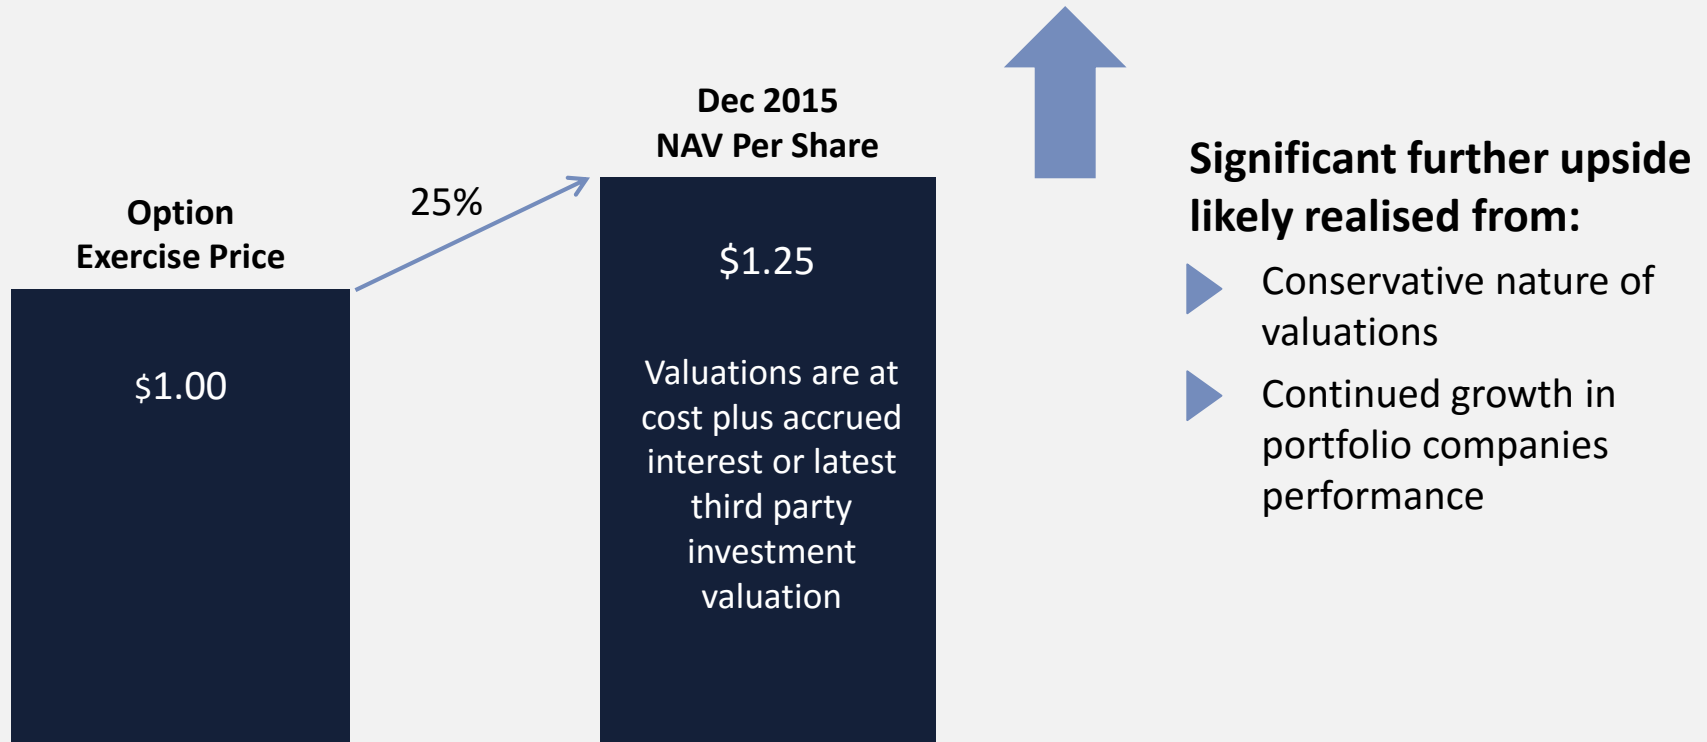 Option
Exercise Price
$1.00
25%
Dec 2015
NAV Per Share
$1.25
Valuations are at
cost plus accrued
interest or latest
third party
investment
valuation
Significant further upside
likely realised from:
Conservative nature of
valuations
Continued growth in
portfolio companies
performance